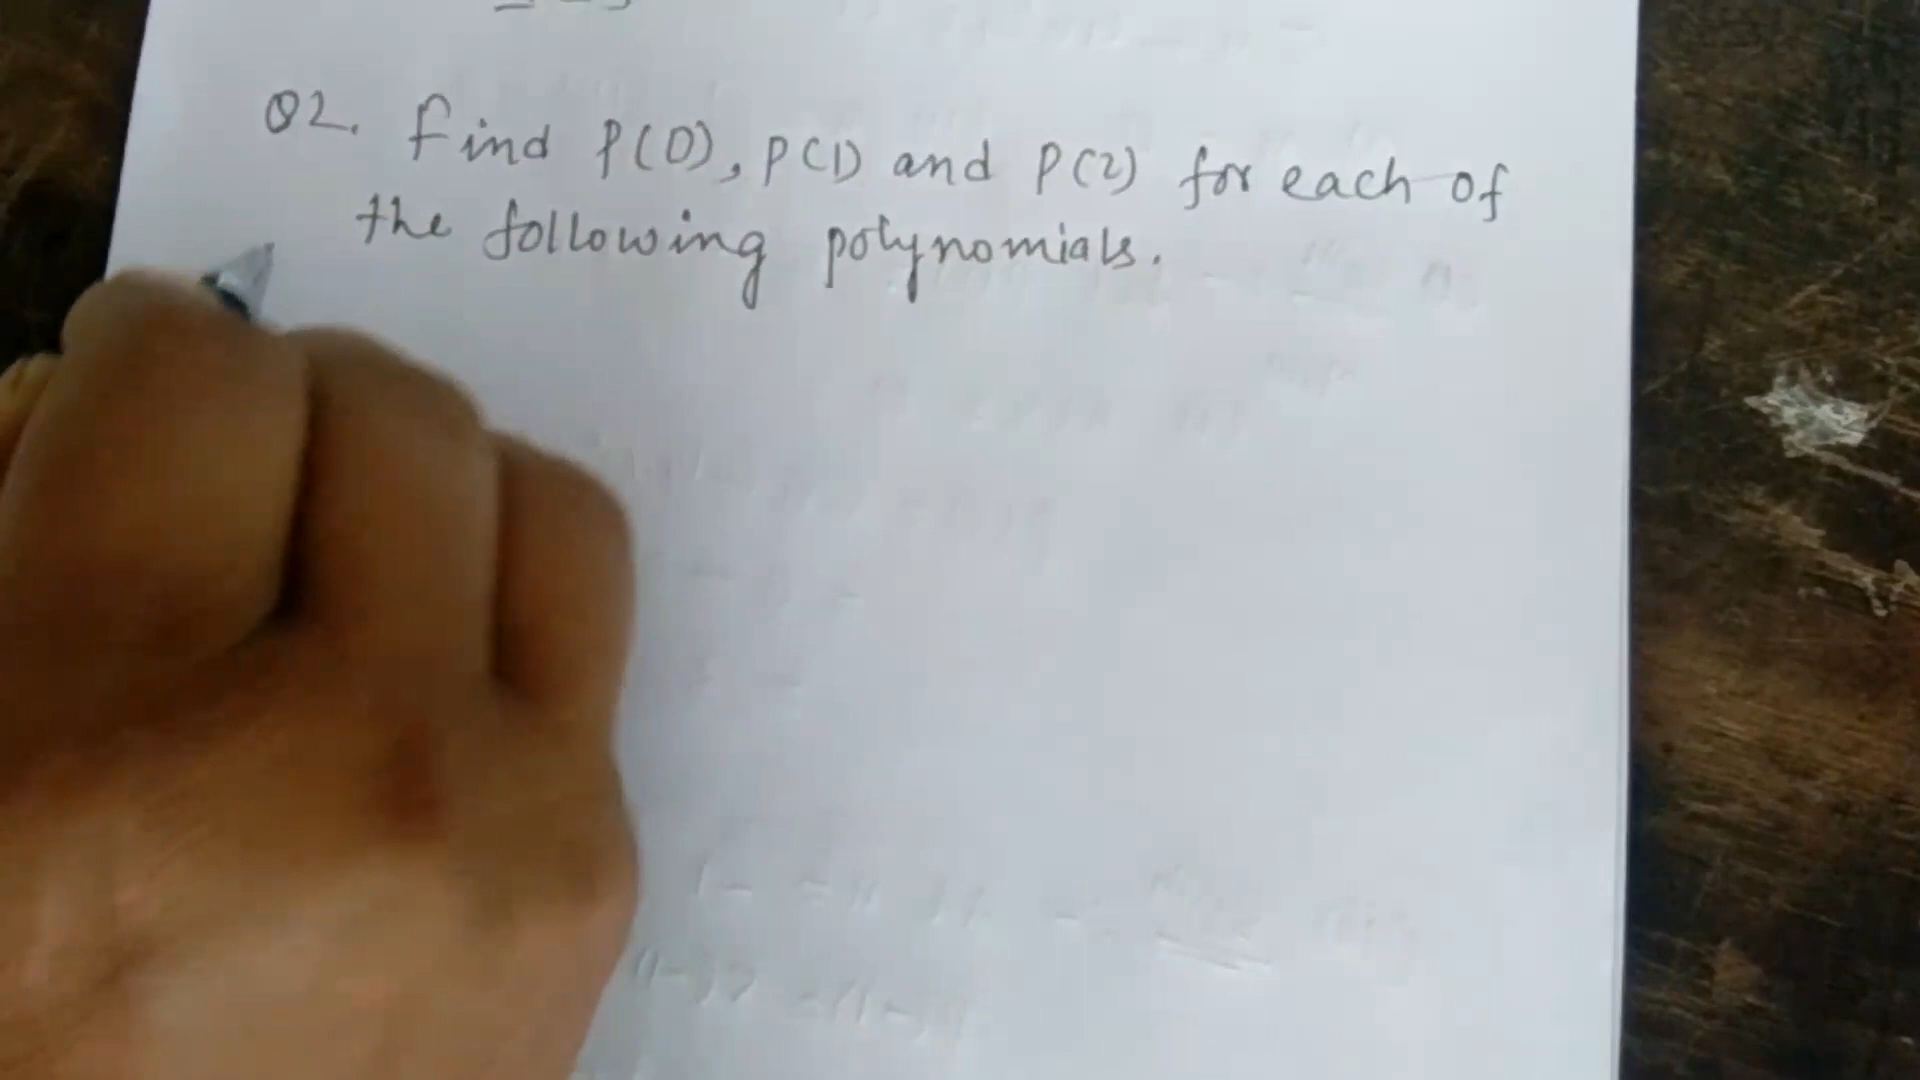 Q2. find P(0), P(1) and P(2) for each of
the following polynomials.